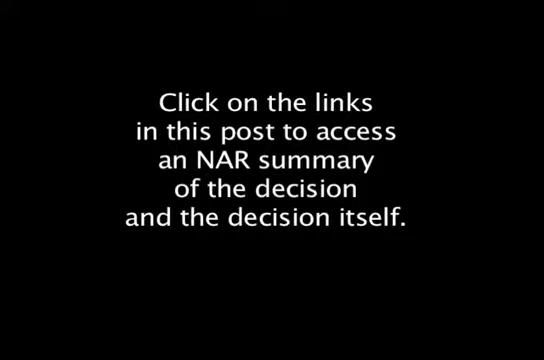 Click on the links
in this post to access
an NAR summary
of the decision
and the decision itself.